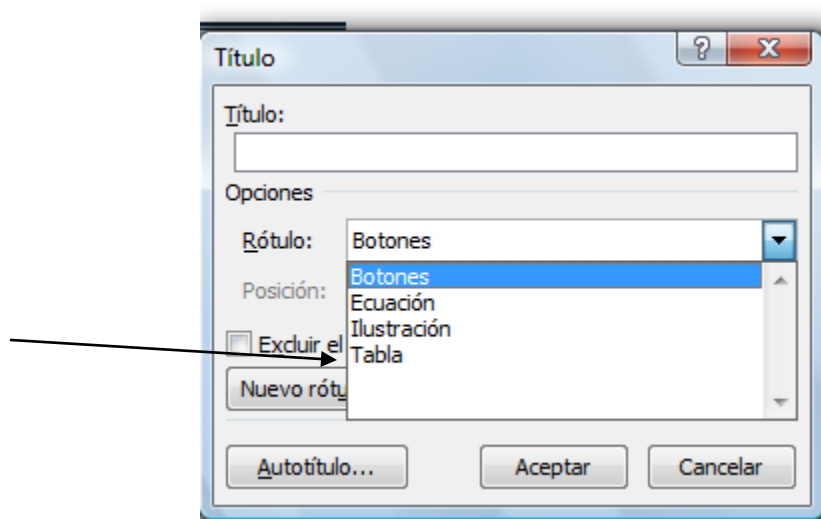 Título
Título:
Opciones
Rótulo: Botones
Posición: Botones
Ecuación
Ilustración
Excluir el
Tabla
Nuevo rótu
Autotítulo... Aceptar Cancelar